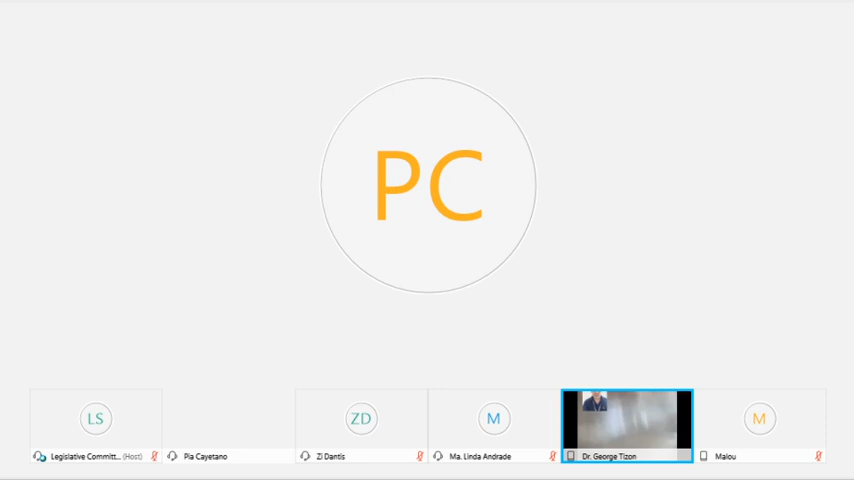 PC
LS
ZD
M
M
Legislative Committ... (Host)
Pia Cayetano
Zi Dantis
Ma. Linda Andrade
Dr. George Tizon
Malou